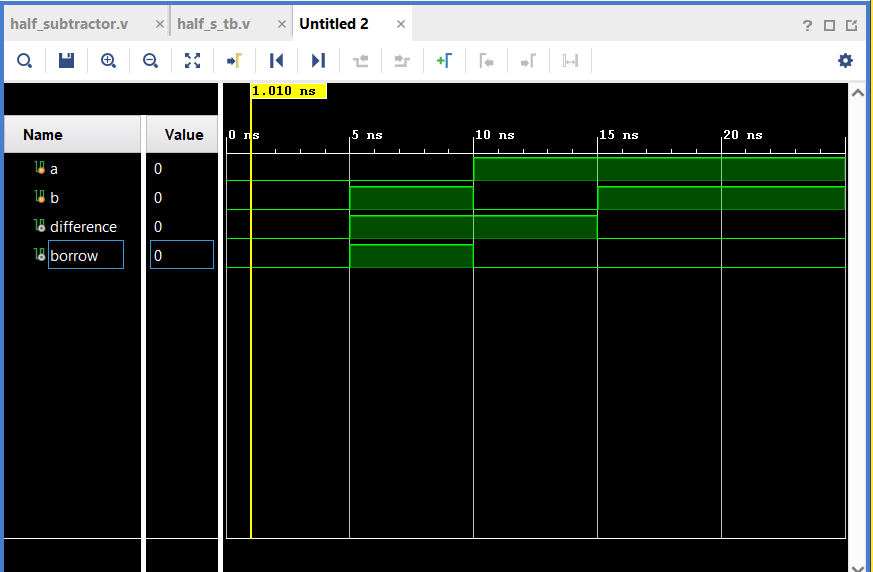 half_subtractor.v × half_s_tb.v × Untitled 2 ×
?
1.010 ns
Name Value
0 ns 5 ns 10 ns 15 ns 20 ns
a 0
b 0
difference 0
borrow 0